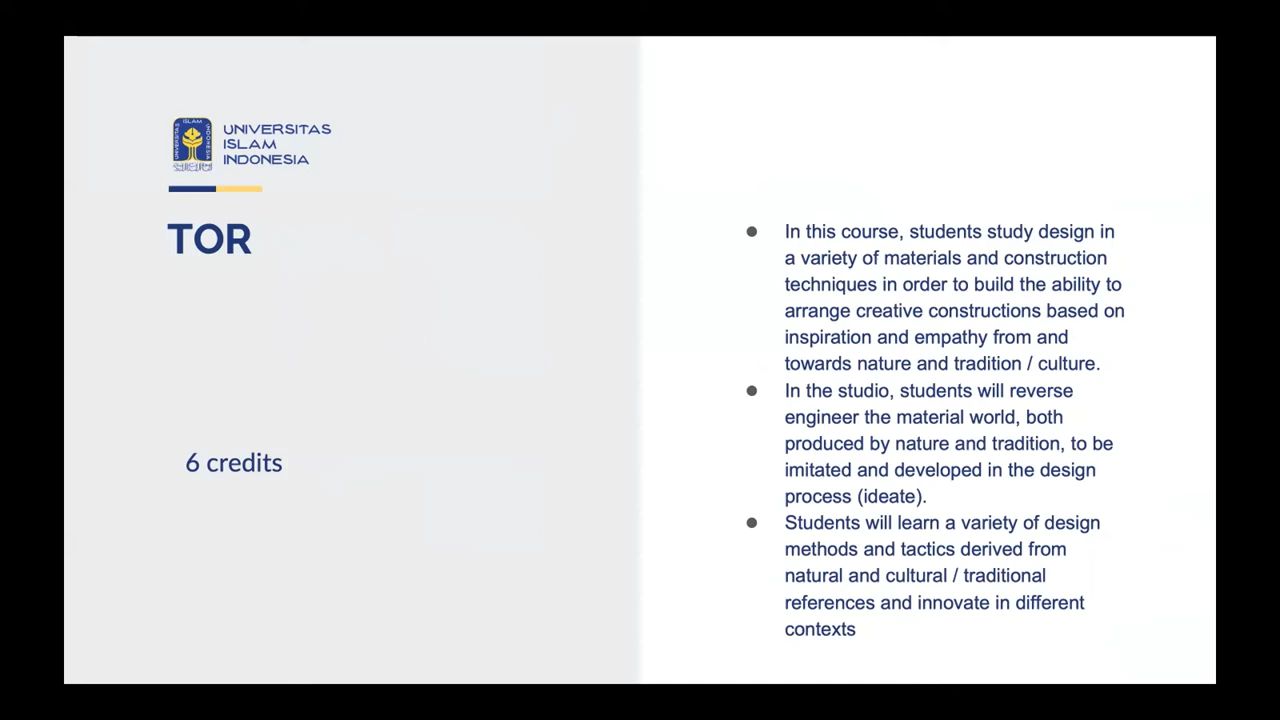 ISLAM
UNIVERSITAS
INDONESIA
UNIVERSITAS
ISLAM
INDONESIA
TOR
6 credits
● In this course, students study design in
a variety of materials and construction
techniques in order to build the ability to
arrange creative constructions based on
inspiration and empathy from and
towards nature and tradition / culture.
● In the studio, students will reverse
engineer the material world, both
produced by nature and tradition, to be
imitated and developed in the design
process (ideate).
● Students will learn a variety of design
methods and tactics derived from
natural and cultural / traditional
references and innovate in different
contexts